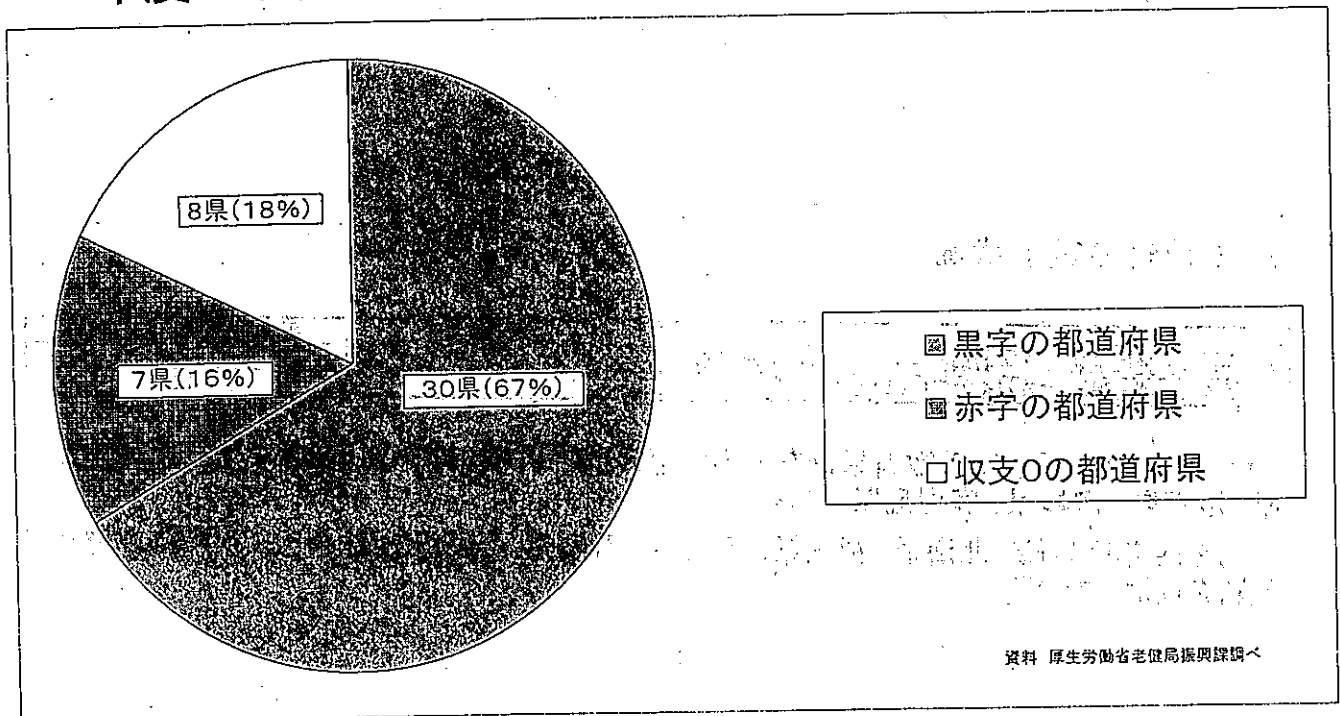 8県(18%)
7県(16%)
30県(67%)
黒字の都道府県
赤字の都道府県
収支0の都道府県
資料 厚生労働省老健局振興課調べ